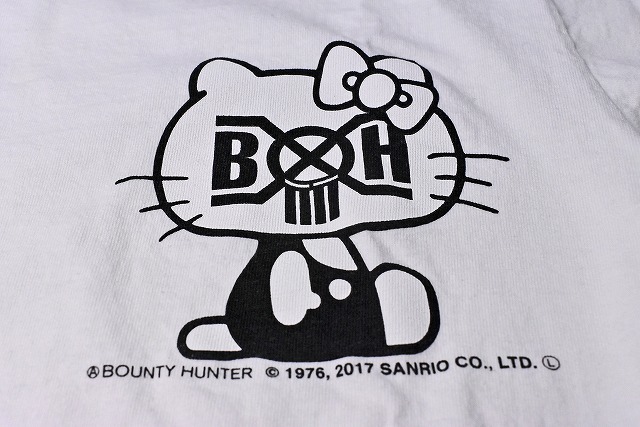 B H
Ⓐ BOUNTY HUNTER © 1976, 2017 SANRIO CO., LTD. Ⓛ